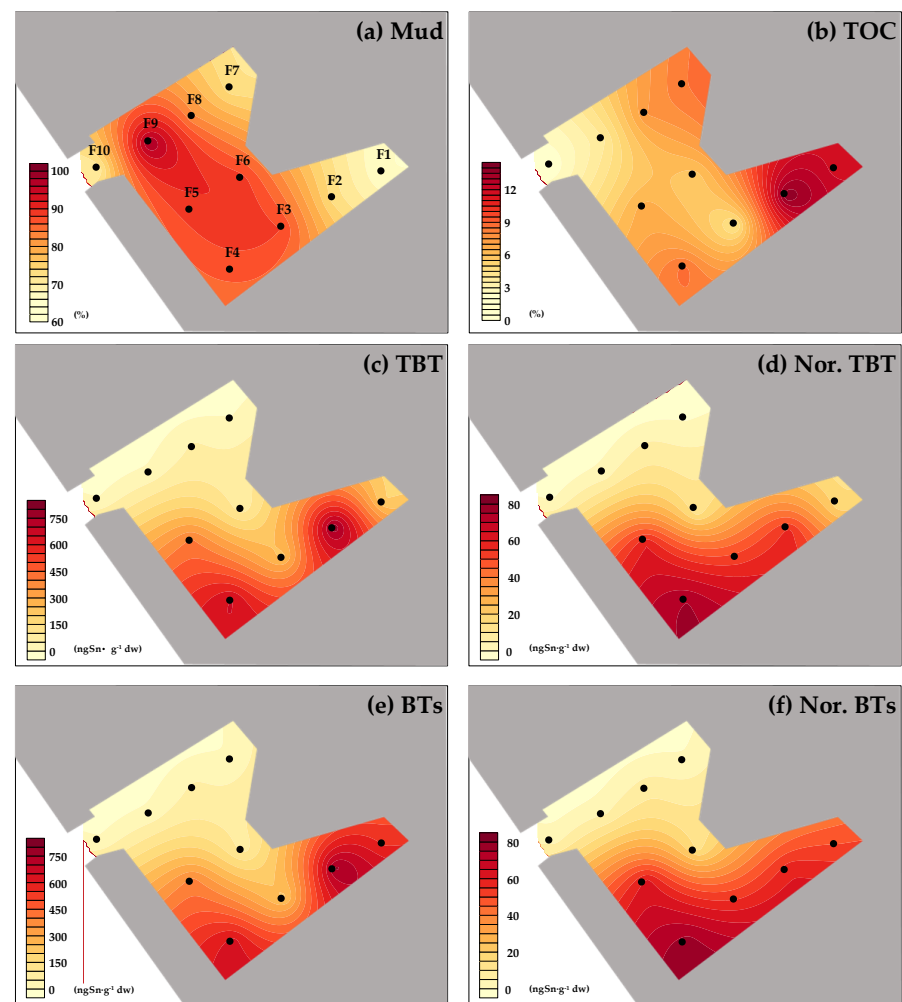 (a) Mud
F7
F8
F9
F10
F6
F1
F2
F5
F3
F4
100
90
80
70
60
(%)
(b) TOC
12
9
6
3
0
(%)
(c) TBT
750
600
450
300
150
0
(ngSn• g⁻¹ dw)
(d) Nor. TBT
80
60
40
20
0
(ngSn·g⁻¹ dw)
(e) BTs
750
600
450
300
150
0
(ngSn·g⁻¹ dw)
(f) Nor. BTs
80
60
40
20
0
(ngSn·g⁻¹ dw)